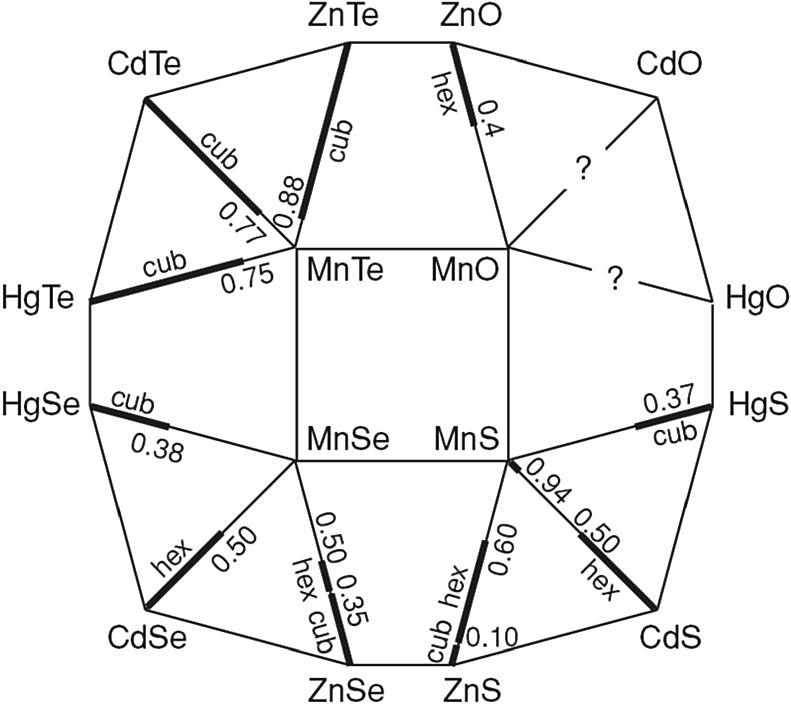 ZnTe ZnO
CdTe CdO
hex
0.4
cub
cub
?
0.88
0.77
cub
0.75
MnTe MnO
?
HgTe HgO
HgSe
cub
0.38
0.37
cub
HgS
MnSe MnS
0.94
0.50
hex
0.50
hex
0.50
0.35
hex cub
0.60
hex
cub
0.10
CdSe CdS
ZnSe ZnS